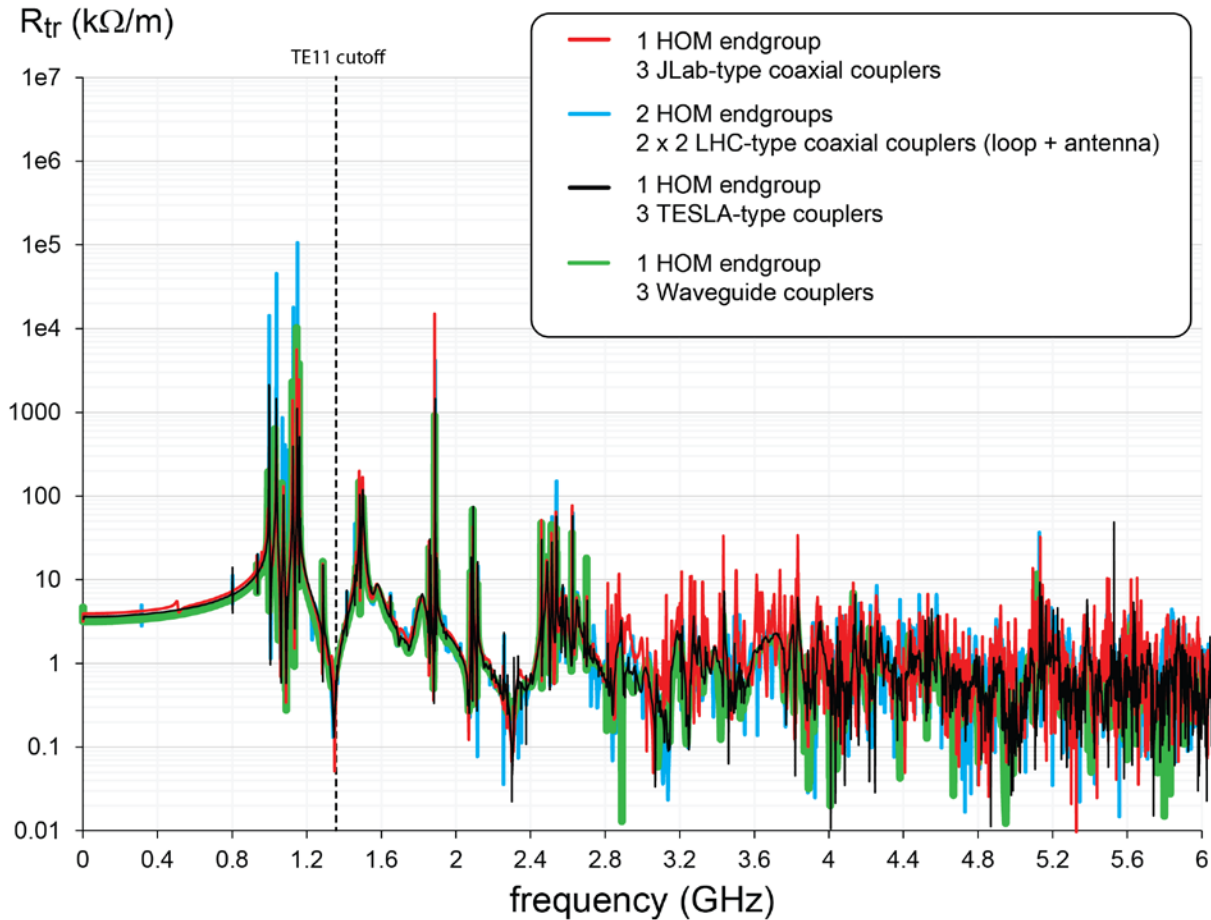 R_tr (kΩ/m)
TE11 cutoff
1 HOM endgroup
3 JLab-type coaxial couplers
2 HOM endgroups
2 x 2 LHC-type coaxial couplers (loop + antenna)
1 HOM endgroup
3 TESLA-type couplers
1 HOM endgroup
3 Waveguide couplers
1e7
1e6
1e5
1e4
1000
100
10
1
0.1
0.01
0 0.4 0.8 1.2 1.6 2 2.4 2.8 3.2 3.6 4 4.4 4.8 5.2 5.6 6
frequency (GHz)